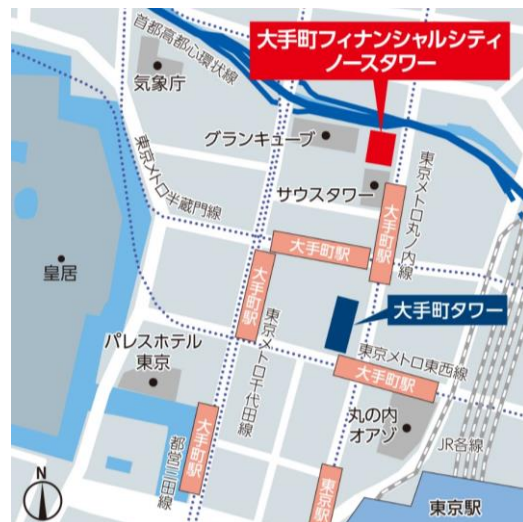 首都高都心環状線
大手町フィナンシャルシティ
ノースタワー
気象庁
グランキューブ
東京メトロ半蔵門線
サウスタワー
東京メトロ丸ノ内線
大手町駅
大手町駅
大手町駅
皇居
大手町タワー
パレスホテル
東京
東京メトロ千代田線
東京メトロ東西線
大手町駅
大手町駅
都営三田線
丸の内
オアゾ
JR各線
東京駅
東京駅
N